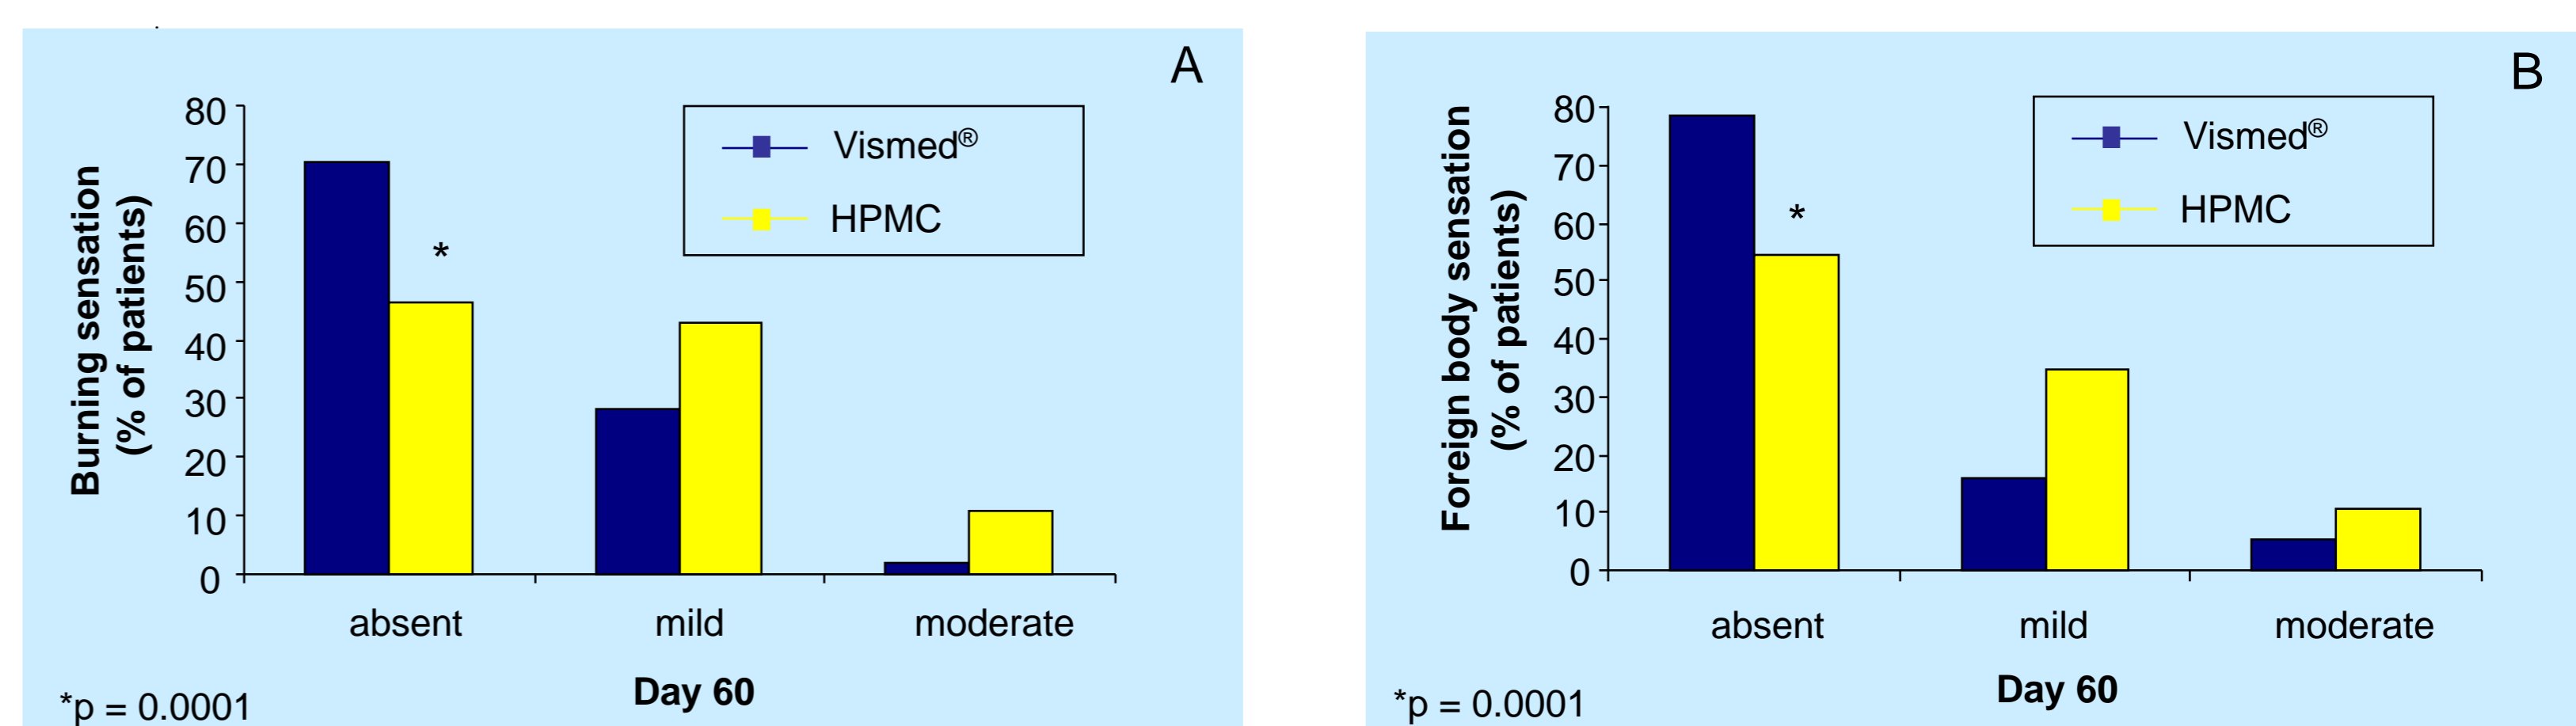 A
Burning sensation
(% of patients)
80
70
60
50
40
30
20
10
0
Vismed®
HPMC
*
absent mild moderate
Day 60
*p = 0.0001
B
Foreign body sensation
(% of patients)
80
70
60
50
40
30
20
10
0
Vismed®
HPMC
*
absent mild moderate
Day 60
*p = 0.0001